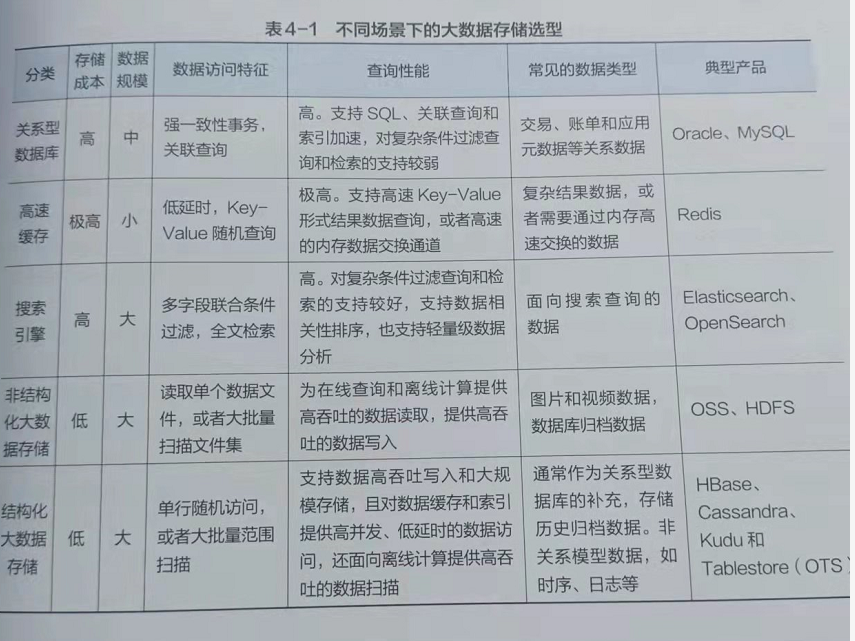 表4-1 不同场景下的大数据存储选型
分类 存储成本 数据规模 数据访问特征 查询性能 常见的数据类型 典型产品
关系型
数据库
高
中
强一致性事务，
关联查询
高。支持 SQL、关联查询和
索引加速，对复杂条件过滤查
询和检索的支持较弱
交易、账单和应用
元数据等关系数据
Oracle、MySQL
高速
缓存
极高
小
低延时，Key-
Value 随机查询
极高。支持高速 Key-Value
形式结果数据查询，或者高速
的内存数据交换通道
复杂结果数据，或
者需要通过内存高
速交换的数据
Redis
搜索
引擎
高
大
多字段联合条件
过滤，全文检索
高。对复杂条件过滤查询和检
索的支持较好，支持数据相
关性排序，也支持轻量级数据
分析
面向搜索查询的
数据
Elasticsearch、
OpenSearch
非结构
化大数
据存储
低
大
读取单个数据文
件，或者大批量
扫描文件集
为在线查询和离线计算提供
高吞吐的数据读取，提供高吞
吐的数据写入
图片和视频数据，
数据库归档数据
OSS、HDFS
结构化
大数据
存储
低
大
单行随机访问，
或者大批量范围
扫描
支持数据高吞吐写入和大规
模存储，且对数据缓存和索引
提供高并发、低延时的数据访
问，还面向离线计算提供高吞
吐的数据扫描
通常作为关系型数
据库的补充，存储
历史归档数据。非
关系模型数据，如
时序、日志等
HBase、
Cassandra、
Kudu 和
Tablestore（OTS）